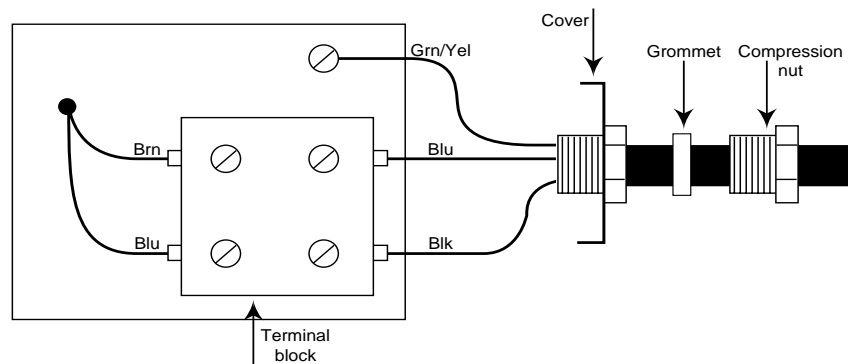 Cover
Grn/Yel
Grommet
Compression
nut
Brn
Blu
Blu
Blk
Terminal
block